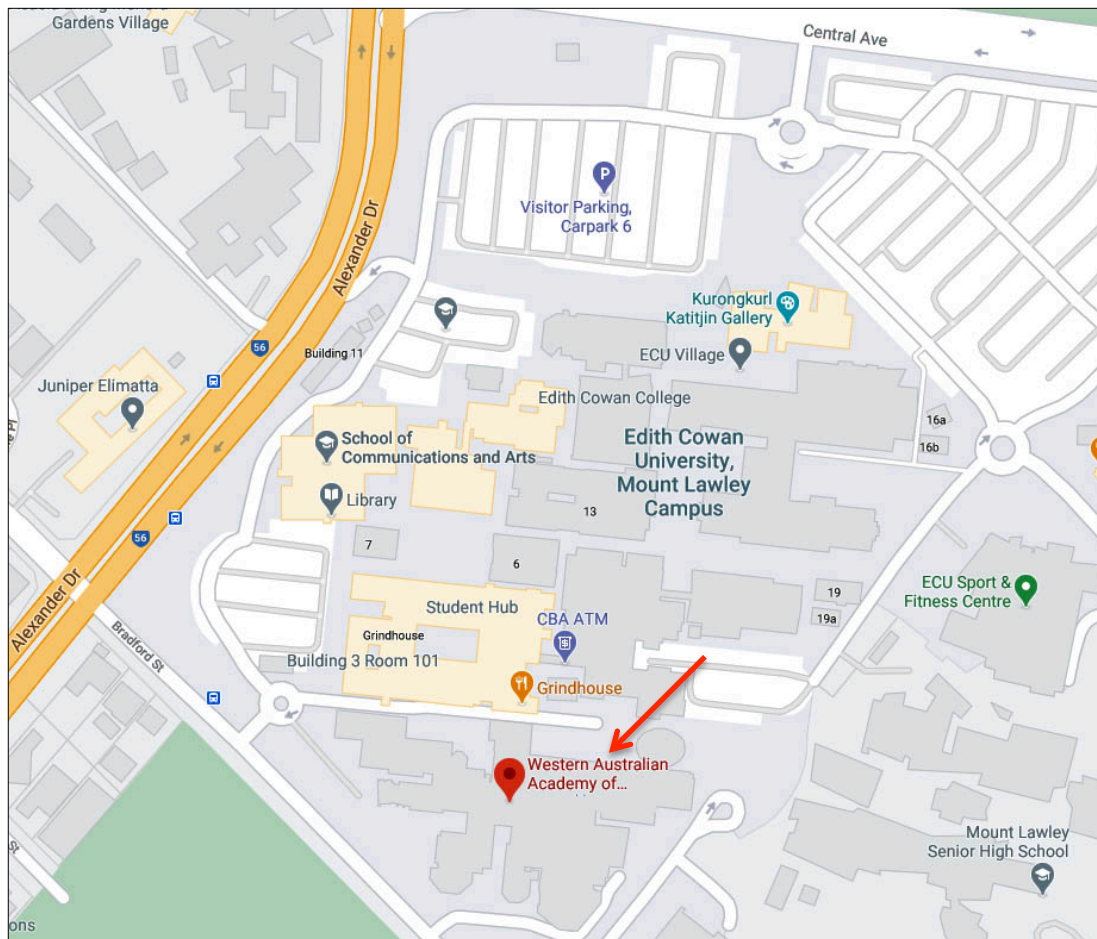 Gardens Village
Central Ave
Alexander Dr
P
Visitor Parking,
Carpark 6
Kurongkurl
Katitjin Gallery
ECU Village
56
Building 11
Juniper Elimatta
Edith Cowan College
16a
16b
School of
Communications and Arts
Edith Cowan
University,
Mount Lawley
Campus
Library
13
56
7
6
Alexander Dr
Bradford St
Student Hub
CBA ATM
19
19a
ECU Sport &
Fitness Centre
Grindhouse
Building 3 Room 101
Grindhouse
Western Australian
Academy of...
Mount Lawley
Senior High School
St
ons